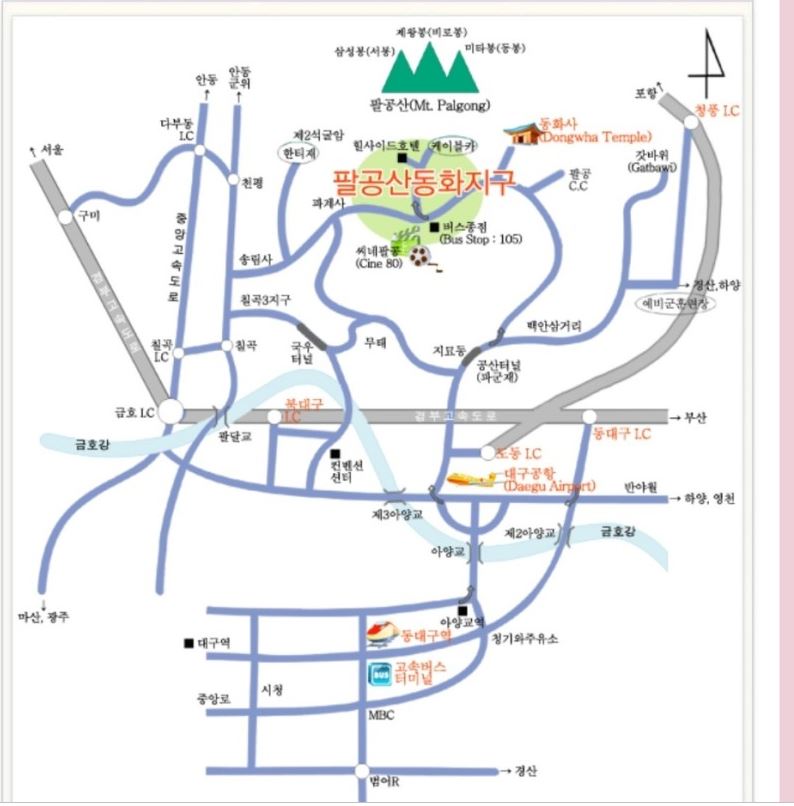 제왕봉(비로봉)
삼성봉(서봉)
미타봉(동봉)
팔공산(Mt. Palgong)
안동
안동
군위
포항
청통 I.C
다부동
I.C
제2석굴암
한티재
힐사이드호텔
케이블카
동화사
(Dongwha Temple)
갓바위
(Gatbawi)
서울
천평
팔공산동화지구
팔공
C.C
구미
파계사
버스종점
(Bus Stop : 105)
중앙고속도로
송림사
씨네팔공
(Cine 80)
경산,하양
예비군훈련장
칠곡3지구
백안삼거리
칠곡
I.C
칠곡
국우
터널
무태
지묘동
공산터널
(파군재)
금호 I.C
북대구
I.C
경부고속도로
부산
팔달교
동대구 I.C
금호강
도동 I.C
컨벤션
센터
대구공항
(Daegu Airport)
반야월
하양, 영천
제3아양교
제2아양교
금호강
아양교
마산, 광주
아양교역
대구역
동대구역
청기와주유소
BUS
고속버스
터미널
시청
중앙로
MBC
범어R
경산